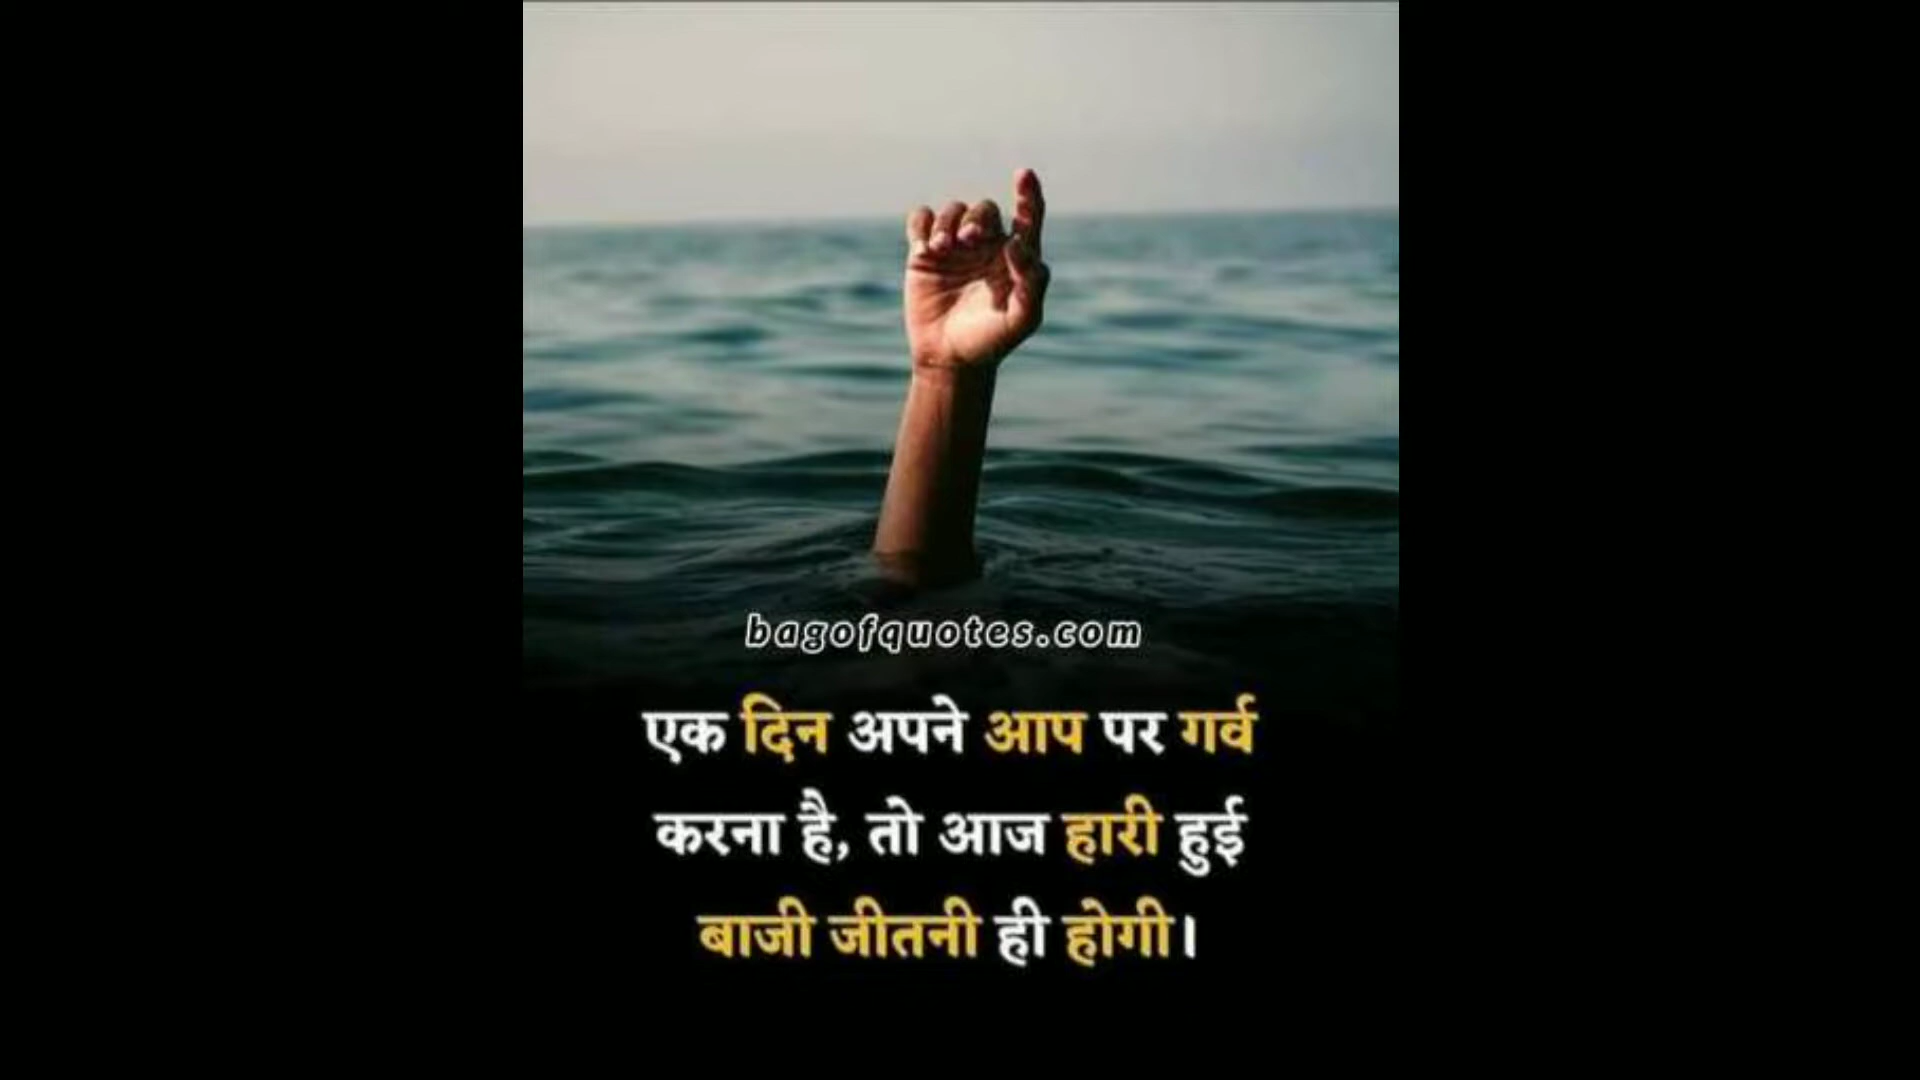 bagofquotes.com
एक दिन अपने आप पर गर्व
करना है, तो आज हारी हुई
बाजी जीतनी ही होगी।